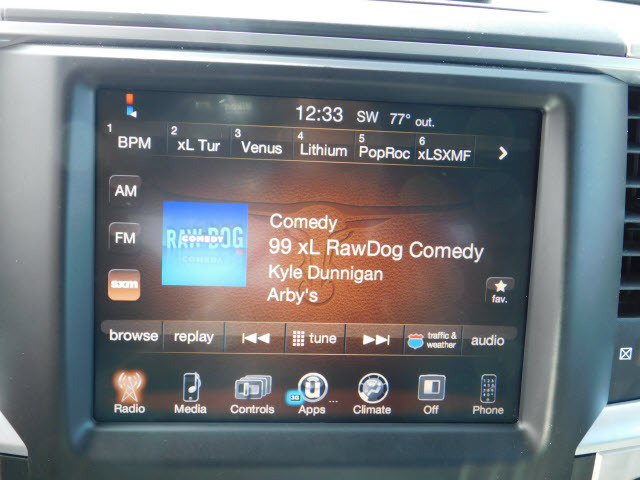 12:33 SW 77° out.
1 BPM 2 xL Tur 3 Venus 4 Lithium 5 PopRoc 6 xLSXMF
AM
FM
sxm
RAW DOG
COMEDY
Comedy
99 xL RawDog Comedy
Kyle Dunnigan
Arby's
fav.
browse replay tune traffic & weather audio
Radio Media Controls Apps ... Climate Off Phone